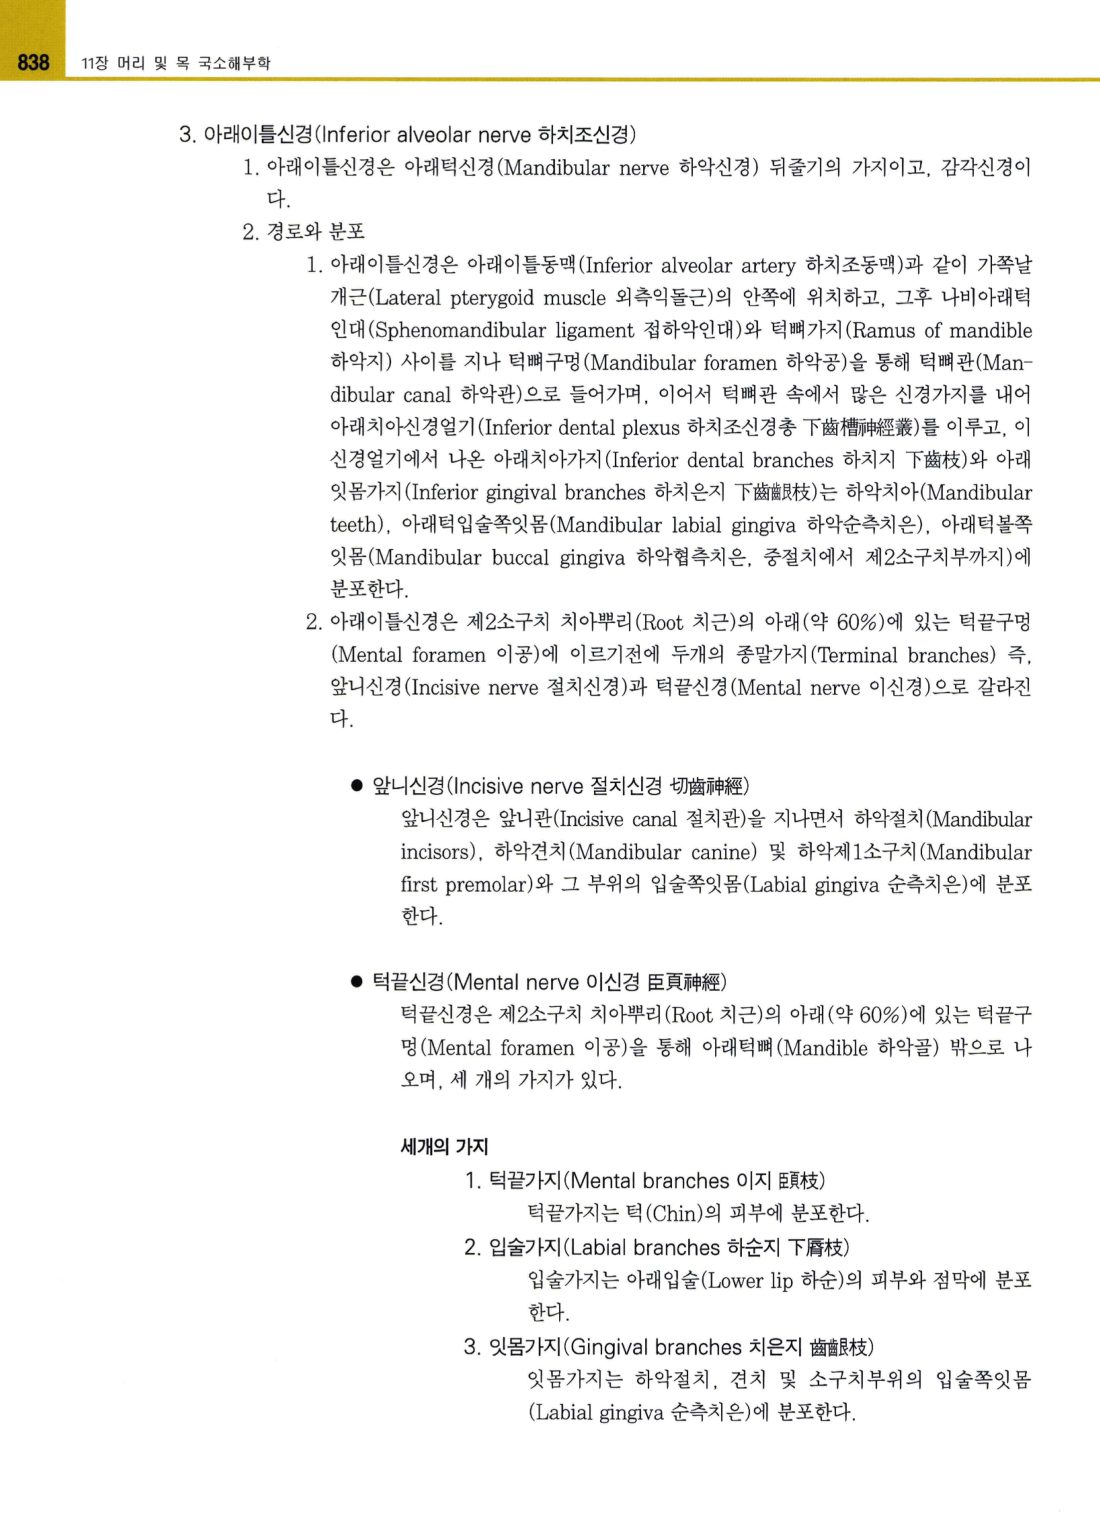 838
11장 머리 및 목 국소해부학
3. 아래이틀신경(Inferior alveolar nerve 하치조신경)
1. 아래이틀신경은 아래턱신경(Mandibular nerve 하악신경) 뒤줄기의 가지이고, 감각신경이
다.
2. 경로와 분포
1. 아래이틀신경은 아래이틀동맥(Inferior alveolar artery 하치조동맥)과 같이 가쪽날
개근(Lateral pterygoid muscle 외측익돌근)의 안쪽에 위치하고, 그후 나비아래턱
인대(Sphenomandibular ligament 접하악인대)와 턱뼈가지(Ramus of mandible
하악지) 사이를 지나 턱뼈구멍(Mandibular foramen 하악공)을 통해 턱뼈관(Man-
dibular canal 하악관)으로 들어가며, 이어서 턱뼈관 속에서 많은 신경가지를 내어
아래치아신경얼기(Inferior dental plexus 하치조신경총 下齒槽神經叢)를 이루고, 이
신경얼기에서 나온 아래치아가지(Inferior dental branches 하치지 下齒枝)와 아래
잇몸가지(Inferior gingival branches 하치은지 下齒齦枝)는 하악치아(Mandibular
teeth), 아래턱입술쪽잇몸(Mandibular labial gingiva 하악순측치은), 아래턱볼쪽
잇몸(Mandibular buccal gingiva 하악협측치은, 중절치에서 제2소구치부까지)에
분포한다.
2. 아래이틀신경은 제2소구치 치아뿌리(Root 치근)의 아래(약 60%)에 있는 턱끝구멍
(Mental foramen 이공)에 이르기전에 두개의 종말가지(Terminal branches) 즉,
앞니신경(Incisive nerve 절치신경)과 턱끝신경(Mental nerve 이신경)으로 갈라진
다.
● 앞니신경(Incisive nerve 절치신경 切齒神經)
앞니신경은 앞니관(Incisive canal 절치관)을 지나면서 하악절치(Mandibular
incisors), 하악견치(Mandibular canine) 및 하악제1소구치(Mandibular
first premolar)와 그 부위의 입술쪽잇몸(Labial gingiva 순측치은)에 분포
한다.
● 턱끝신경(Mental nerve 이신경 臣頁神經)
턱끝신경은 제2소구치 치아뿌리(Root 치근)의 아래(약 60%)에 있는 턱끝구
멍(Mental foramen 이공)을 통해 아래턱뼈(Mandible 하악골) 밖으로 나
오며, 세 개의 가지가 있다.
세개의 가지
1. 턱끝가지(Mental branches 이지 頤枝)
턱끝가지는 턱(Chin)의 피부에 분포한다.
2. 입술가지(Labial branches 하순지 下脣枝)
입술가지는 아래입술(Lower lip 하순)의 피부와 점막에 분포
한다.
3. 잇몸가지(Gingival branches 치은지 齒齦枝)
잇몸가지는 하악절치, 견치 및 소구치부위의 입술쪽잇몸
(Labial gingiva 순측치은)에 분포한다.